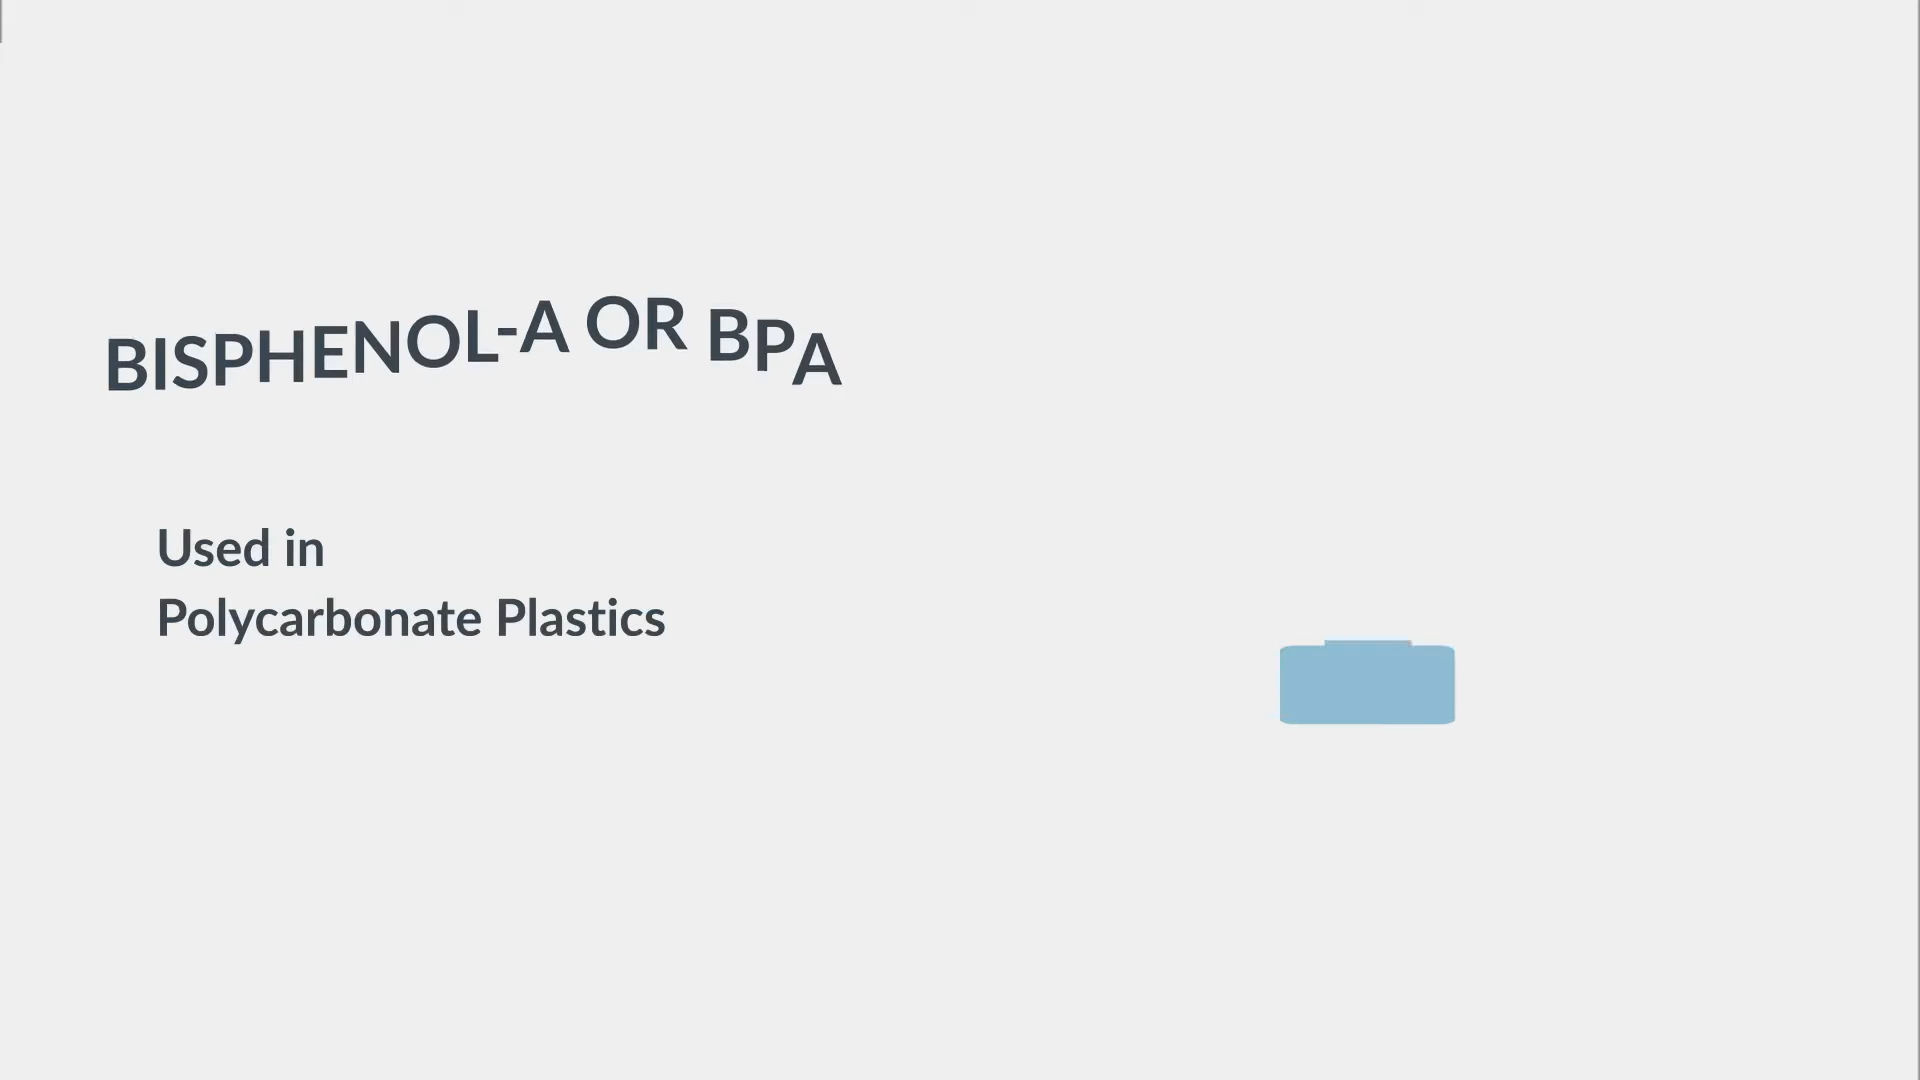 BISPHENOL-A OR BPA
Used in
Polycarbonate Plastics